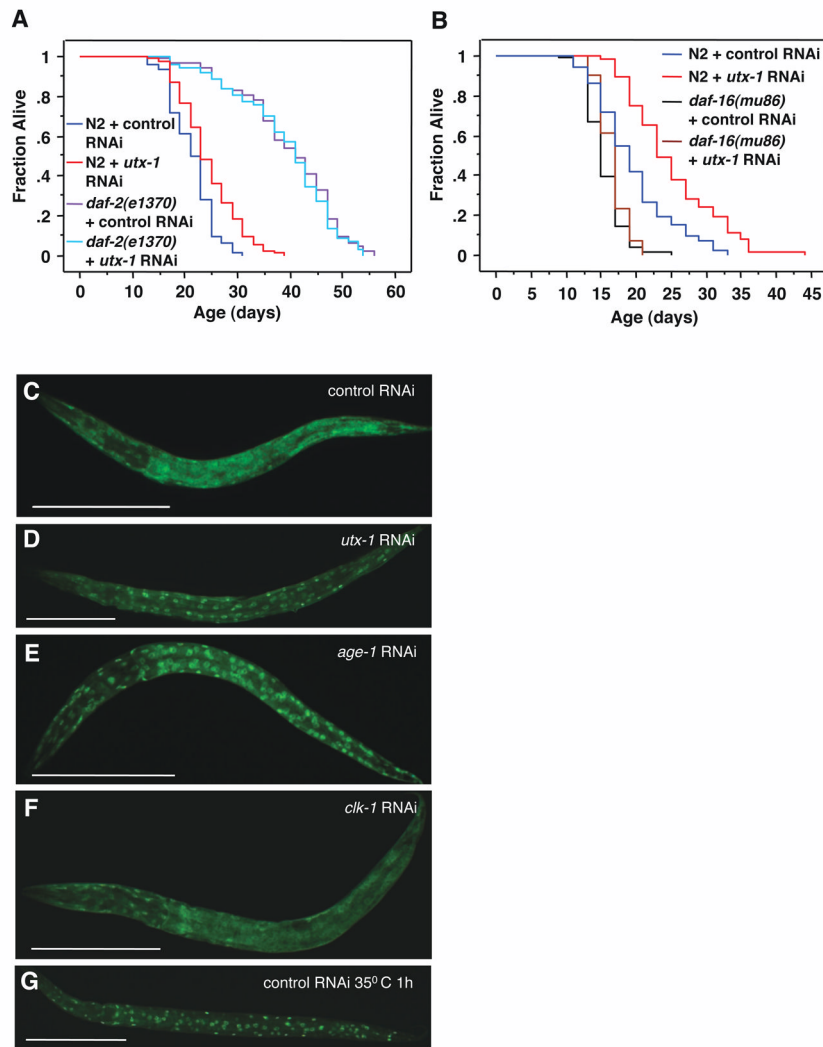 A
Fraction Alive
1
.8
.6
.4
.2
0
N2 + control
RNAi
N2 + utx-1
RNAi
daf-2(e1370)
+ control RNAi
daf-2(e1370)
+ utx-1 RNAi
0 10 20 30 40 50 60
Age (days)
B
Fraction Alive
1
.8
.6
.4
.2
0
N2 + control RNAi
N2 + utx-1 RNAi
daf-16(mu86)
+ control RNAi
daf-16(mu86)
+ utx-1 RNAi
0 5 10 15 20 25 30 35 40 45
Age (days)
C
control RNAi
D
utx-1 RNAi
E
age-1 RNAi
F
clk-1 RNAi
G
control RNAi 35⁰ C 1h